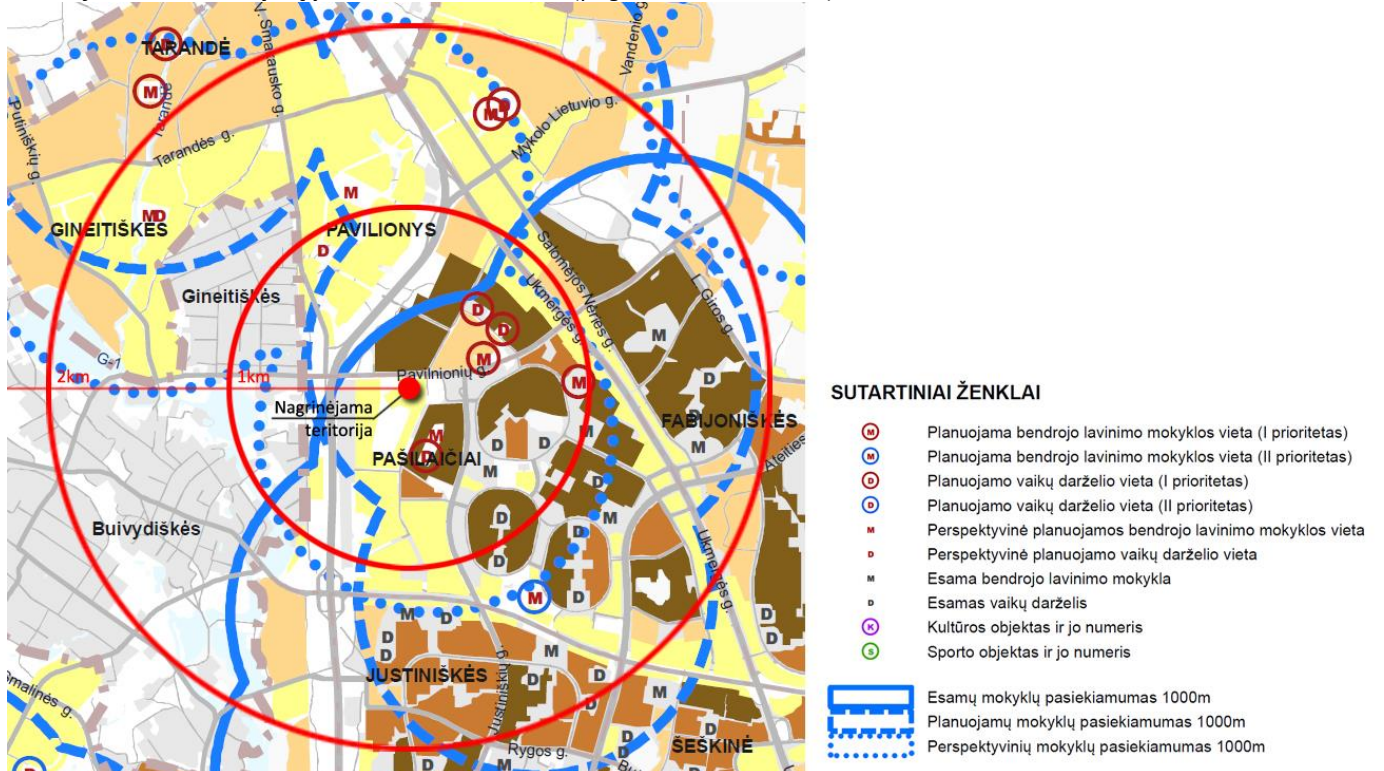 TARANDĖ
D
M
N. Smarausko g.
Vandenio g.
Putiniškių g.
Tarandė
Tarandės g.
M
D
Mykolo Lietuvio g.
M
MD
GINEITIŠKĖS
PAVILIONYS
D
Gineitiškės
Salomėjos Nėries g.
Ukmergės g.
L. Giros g.
D
D
M
M
G-1
2km
1km
Pavilnionių g.
M
D
Nagrinėjama
teritorija
FABIJONIŠKĖS
M
D
PAŠILAIČIAI
D
D
M
M
Ateities
Buivydiškės
D
D
D
M
D
D
Ukmergės g.
M
D
M
D
D
D
D
D
D
M
JUSTINIŠKĖS
Justiniškių g.
D
D
M
D
M
Smalinės g.
D
D
D
M
Rygos g.
ŠEŠKINĖ
D
D
M
D
SUTARTINIAI ŽENKLAI
M Planuojama bendrojo lavinimo mokyklos vieta (I prioritetas)
M Planuojama bendrojo lavinimo mokyklos vieta (II prioritetas)
D Planuojamo vaikų darželio vieta (I prioritetas)
D Planuojamo vaikų darželio vieta (II prioritetas)
M Perspektyvinė planuojamos bendrojo lavinimo mokyklos vieta
D Perspektyvinė planuojamo vaikų darželio vieta
M Esama bendrojo lavinimo mokykla
D Esamas vaikų darželis
K Kultūros objektas ir jo numeris
S Sporto objektas ir jo numeris
Esamų mokyklų pasiekiamumas 1000m
Planuojamų mokyklų pasiekiamumas 1000m
Perspektyvinių mokyklų pasiekiamumas 1000m